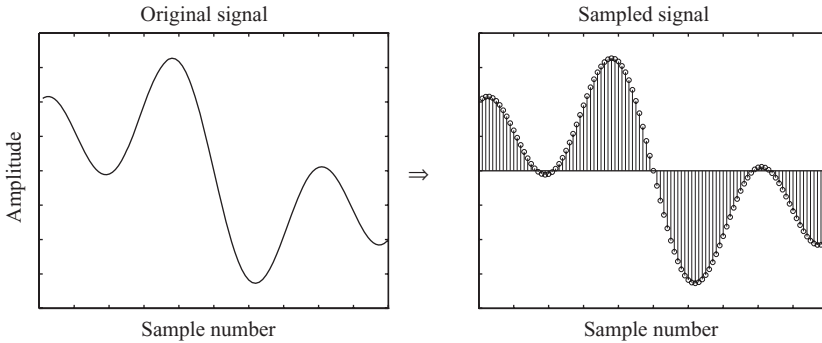 Original signal
Sampled signal
Amplitude
⇓
Sample number
Sample number